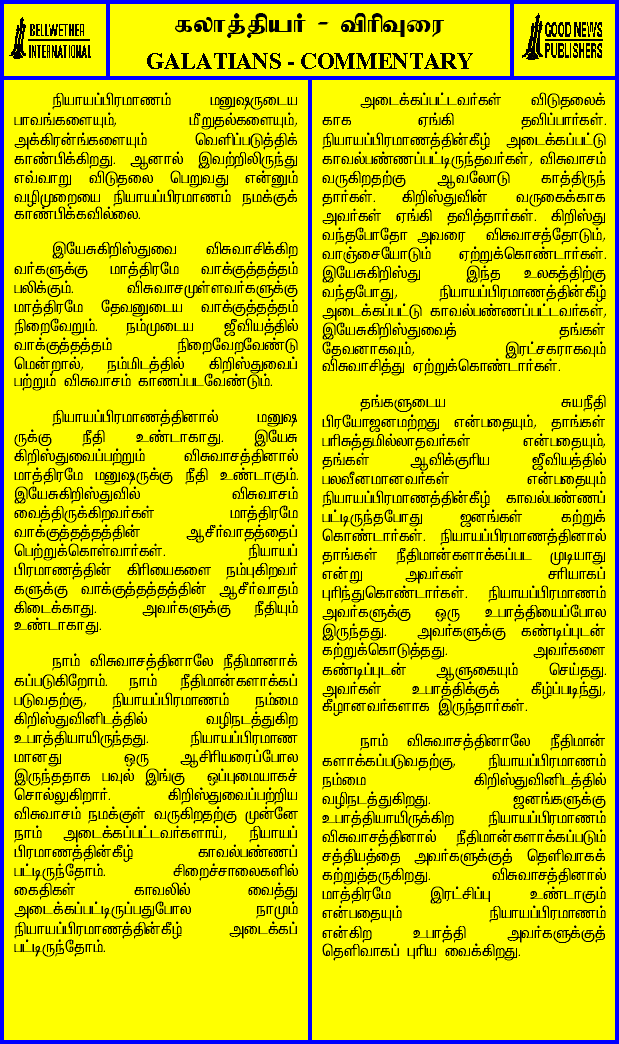 BELLWETHER
INTERNATIONAL
கலாத்தியர் - விரிவுரை
GALATIANS - COMMENTARY
GOOD NEWS
PUBLISHERS
நியாயப்பிரமாணம் மனுஷருடைய
பாவங்களையும், மீறுதல்களையும்,
அக்கிரன்ங்களையும் வெளிப்படுத்திக்
காண்பிக்கிறது. ஆனால் இவற்றிலிருந்து
எவ்வாறு விடுதலை பெறுவது என்னும்
வழிமுறையை நியாயப்பிரமாணம் நமக்குக்
காண்பிக்கவில்லை.
இயேசுகிறிஸ்துவை விசுவாசிக்கிற
வர்களுக்கு மாத்திரமே வாக்குத்தத்தம்
பலிக்கும். விசுவாசமுள்ளவர்களுக்கு
மாத்திரமே தேவனுடைய வாக்குத்தத்தம்
நிறைவேறும். நம்முடைய ஜீவியத்தில்
வாக்குத்தத்தம் நிறைவேறவேண்டு
மென்றால், நம்மிடத்தில் கிறிஸ்துவைப்
பற்றும் விசுவாசம் காணப்படவேண்டும்.
நியாயப்பிரமாணத்தினால் மனுஷ
ருக்கு நீதி உண்டாகாது. இயேசு
கிறிஸ்துவைப்பற்றும் விசுவாசத்தினால்
மாத்திரமே மனுஷருக்கு நீதி உண்டாகும்.
இயேசுகிறிஸ்துவில் விசுவாசம்
வைத்திருக்கிறவர்கள் மாத்திரமே
வாக்குத்தத்தத்தின் ஆசீர்வாதத்தைப்
பெற்றுக்கொள்வார்கள். நியாயப்
பிரமாணத்தின் கிரியைகளை நம்புகிறவர்
களுக்கு வாக்குத்தத்தத்தின் ஆசீர்வாதம்
கிடைக்காது. அவர்களுக்கு நீதியும்
உண்டாகாது.
நாம் விசுவாசத்தினாலே நீதிமானாக்
கப்படுகிறோம். நாம் நீதிமான்களாக்கப்
படுவதற்கு, நியாயப்பிரமாணம் நம்மை
கிறிஸ்துவினிடத்தில் வழிநடத்துகிற
உபாத்தியாயிருந்தது. நியாயப்பிரமாண
மானது ஒரு ஆசிரியரைப்போல
இருந்ததாக பவுல் இங்கு ஒப்புமையாகச்
சொல்லுகிறார். கிறிஸ்துவைப்பற்றிய
விசுவாசம் நமக்குள் வருகிறதற்கு முன்னே
நாம் அடைக்கப்பட்டவர்களாய், நியாயப்
பிரமாணத்தின்கீழ் காவல்பண்ணப்
பட்டிருந்தோம். சிறைச்சாலைகளில்
கைதிகள் காவலில் வைத்து
அடைக்கப்பட்டிருப்பதுபோல நாமும்
நியாயப்பிரமாணத்தின்கீழ் அடைக்கப்
பட்டிருந்தோம்.
அடைக்கப்பட்டவர்கள் விடுதலைக்
காக ஏங்கி தவிப்பார்கள்.
நியாயப்பிரமாணத்தின்கீழ் அடைக்கப்பட்டு
காவல்பண்ணப்பட்டிருந்தவர்கள், விசுவாசம்
வருகிறதற்கு ஆவலோடு காத்திருந்
தார்கள். கிறிஸ்துவின் வருகைக்காக
அவர்கள் ஏங்கி தவித்தார்கள். கிறிஸ்து
வந்தபோதோ அவரை விசுவாசத்தோடும்,
வாஞ்சையோடும் ஏற்றுக்கொண்டார்கள்.
இயேசுகிறிஸ்து இந்த உலகத்திற்கு
வந்தபோது, நியாயப்பிரமாணத்தின்கீழ்
அடைக்கப்பட்டு காவல்பண்ணப்பட்டவர்கள்,
இயேசுகிறிஸ்துவைத் தங்கள்
தேவனாகவும், இரட்சகராகவும்
விசுவாசித்து ஏற்றுக்கொண்டார்கள்.
தங்களுடைய சுயநீதி
பிரயோஜனமற்றது என்பதையும், தாங்கள்
பரிசுத்தமில்லாதவர்கள் என்பதையும்,
தங்கள் ஆவிக்குரிய ஜீவியத்தில்
பலவீனமானவர்கள் என்பதையும்
நியாயப்பிரமாணத்தின்கீழ் காவல்பண்ணப்
பட்டிருந்தபோது ஜனங்கள் கற்றுக்
கொண்டார்கள். நியாயப்பிரமாணத்தினால்
தாங்கள் நீதிமான்களாக்கப்பட முடியாது
என்று அவர்கள் சரியாகப்
புரிந்துகொண்டார்கள். நியாயப்பிரமாணம்
அவர்களுக்கு ஒரு உபாத்தியைப்போல
இருந்தது. அவர்களுக்கு கண்டிப்புடன்
கற்றுக்கொடுத்தது. அவர்களை
கண்டிப்புடன் ஆளுகையும் செய்தது.
அவர்கள் உபாத்திக்குக் கீழ்ப்படிந்து,
கீழானவர்களாக இருந்தார்கள்.
நாம் விசுவாசத்தினாலே நீதிமான்
களாக்கப்படுவதற்கு, நியாயப்பிரமாணம்
நம்மை கிறிஸ்துவினிடத்தில்
வழிநடத்துகிறது. ஜனங்களுக்கு
உபாத்தியாயிருக்கிற நியாயப்பிரமாணம்
விசுவாசத்தினால் நீதிமான்களாக்கப்படும்
சத்தியத்தை அவர்களுக்குத் தெளிவாகக்
கற்றுத்தருகிறது. விசுவாசத்தினால்
மாத்திரமே இரட்சிப்பு உண்டாகும்
என்பதையும் நியாயப்பிரமாணம்
என்கிற உபாத்தி அவர்களுக்குத்
தெளிவாகப் புரிய வைக்கிறது.